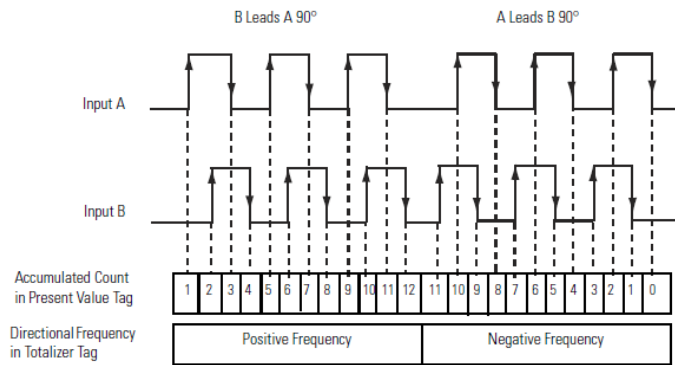 B Leads A 90° A Leads B 90°
Input A
Input B
Accumulated Count
in Present Value Tag
1 2 3 4 5 6 7 8 9 10 11 12 11 10 9 8 7 6 5 4 3 2 1 0
Directional Frequency
in Totalizer Tag
Positive Frequency Negative Frequency